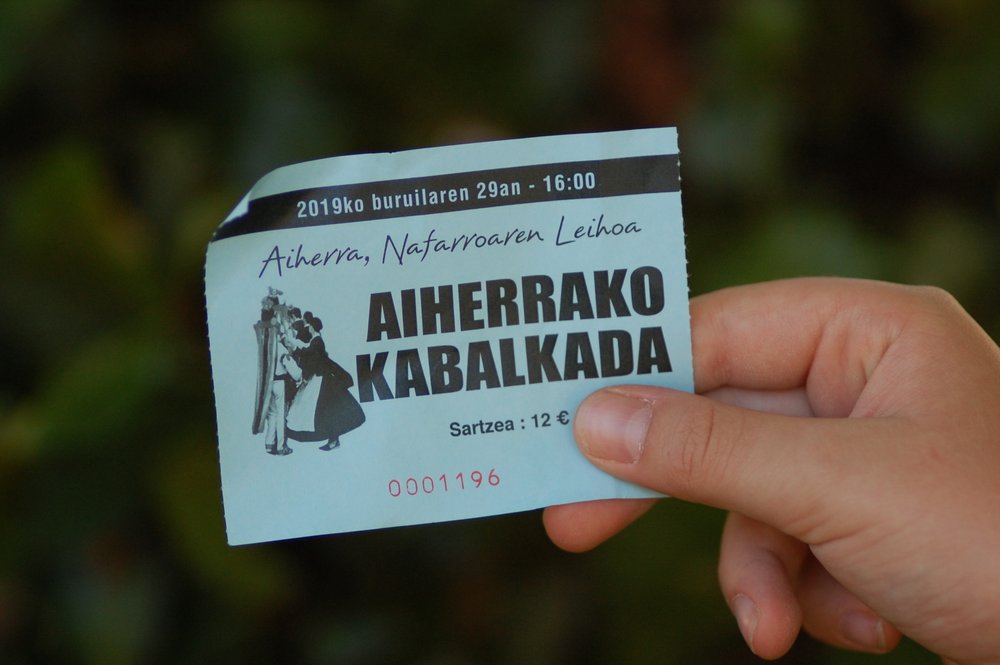 2019ko buruilaren 29an - 16:00
Aiherra, Nafarroaren Leihoa
AIHERRAKO
KABALKADA
Sartzea : 12 €
0001196